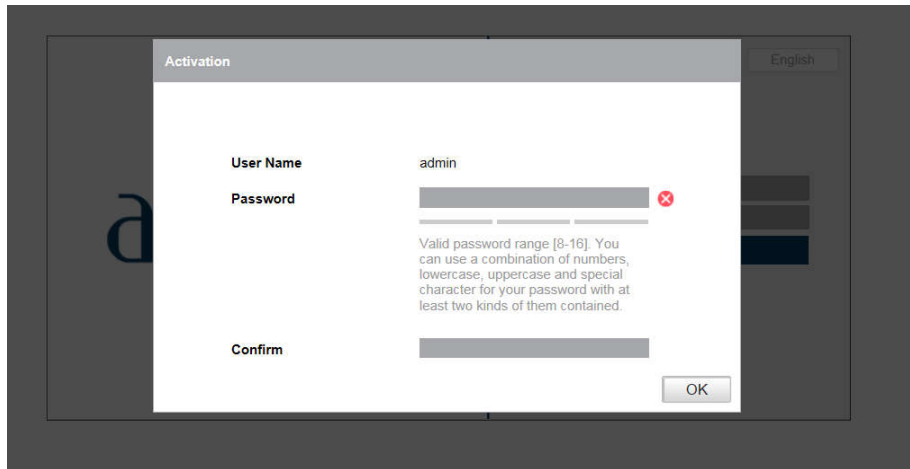 Activation
English
User Name admin
Password
Valid password range [8-16]. You
can use a combination of numbers,
lowercase, uppercase and special
character for your password with at
least two kinds of them contained.
Confirm
OK